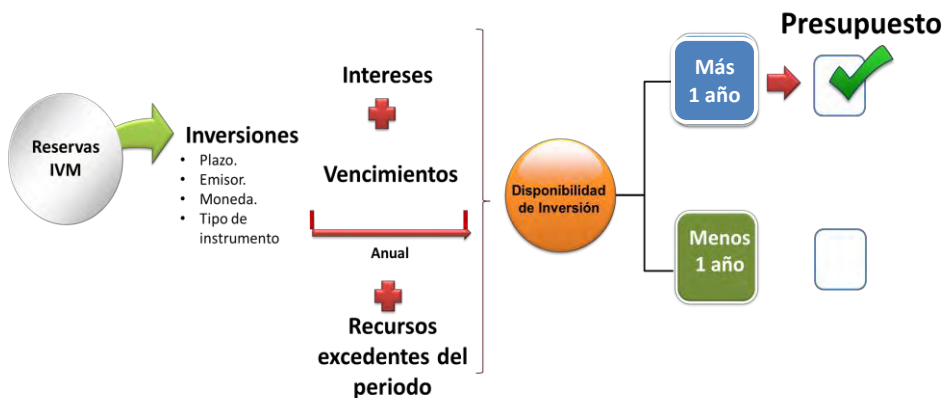 Reservas
IVM
Inversiones
• Plazo.
• Emisor.
• Moneda.
• Tipo de
instrumento
Intereses
Vencimientos
Anual
Recursos
excedentes del
periodo
Disponibilidad
de Inversión
Más
1 año
Menos
1 año
Presupuesto